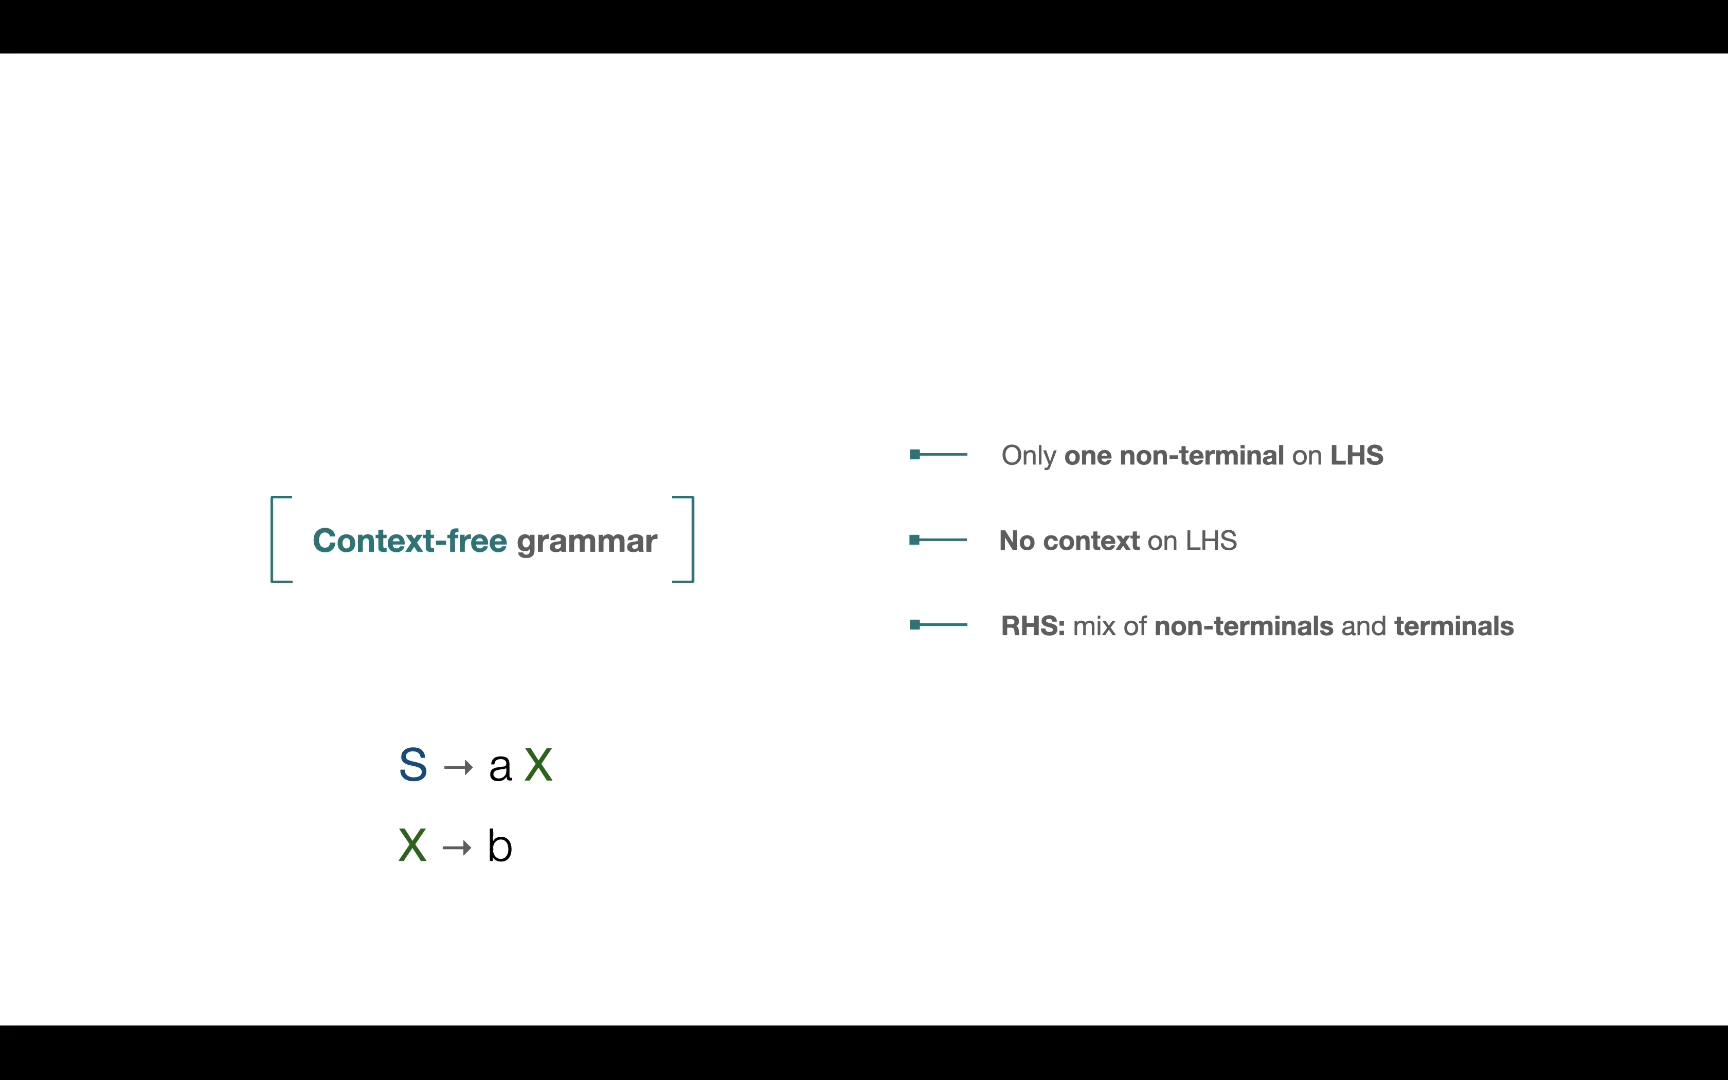 Context-free grammar
Only one non-terminal on LHS
No context on LHS
RHS: mix of non-terminals and terminals
S → a X
X → b